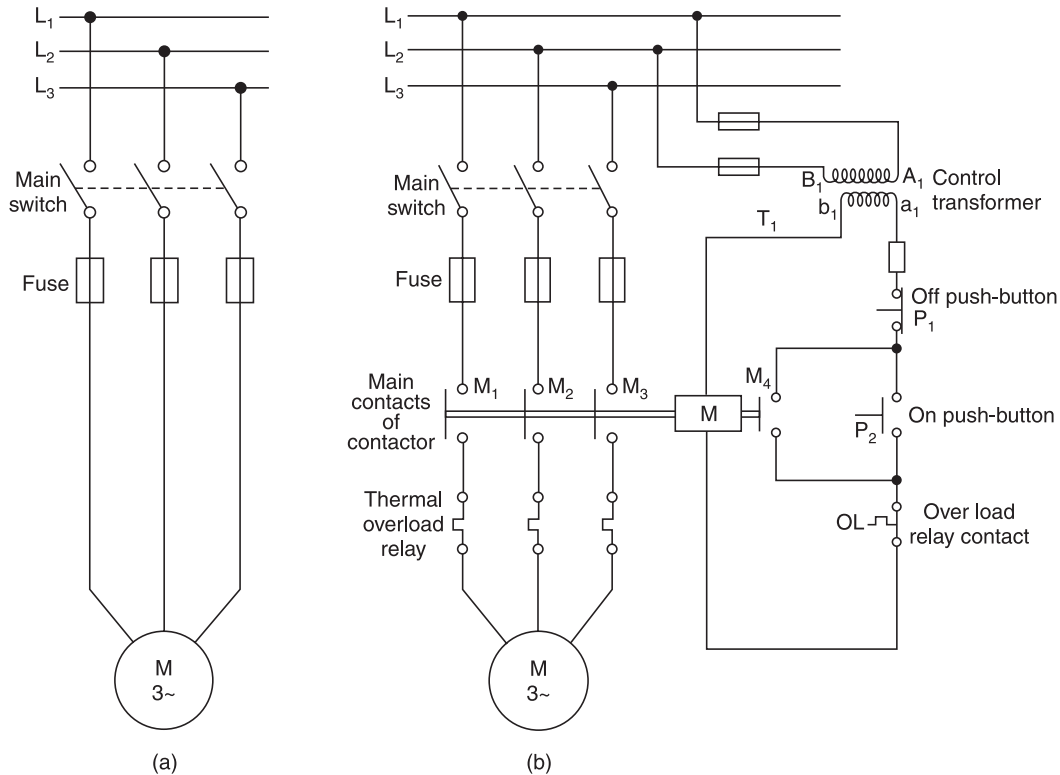 L₁
L₂
L₃
Main
switch
Fuse
M
3~
(a)
L₁
L₂
L₃
Main
switch
Fuse
Main
contacts
of
contactor
M₁
M₂
M₃
M
M₄
Thermal
overload
relay
M
3~
(b)
B₁
A₁
Control
transformer
b₁
a₁
T₁
Off push-button
P₁
On push-button
P₂
OL
Over load
relay contact